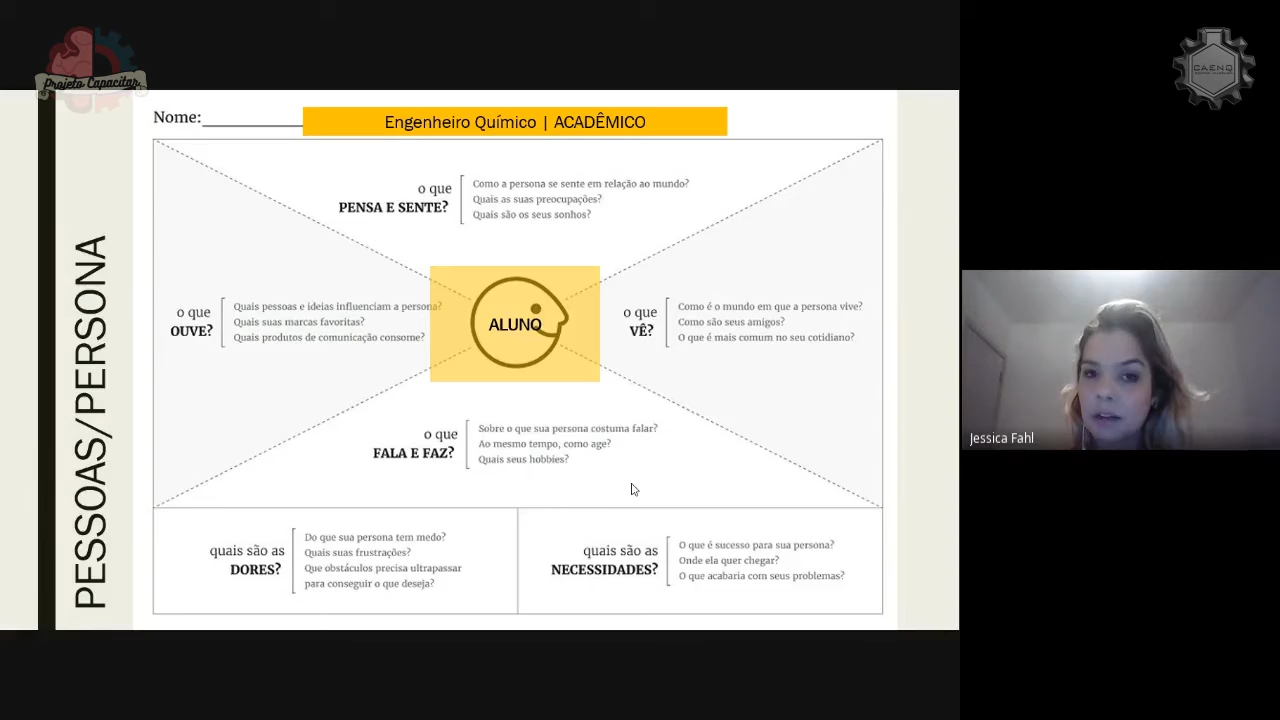 Projeto Capacitar
CAENQ
Nome:
Engenheiro Químico | ACADÊMICO
PESSOAS/PERSONA
o que
PENSA E SENTE?
Como a persona se sente em relação ao mundo?
Quais as suas preocupações?
Quais são os seus sonhos?
o que
OUVE?
Quais pessoas e ideias influenciam a persona?
Quais suas marcas favoritas?
Quais produtos de comunicação consome?
ALUNO
o que
VÊ?
Como é o mundo em que a persona vive?
Como são seus amigos?
O que é mais comum no seu cotidiano?
o que
FALA E FAZ?
Sobre o que sua persona costuma falar?
Ao mesmo tempo, como age?
Quais seus hobbies?
quais são as
DORES?
Do que sua persona tem medo?
Quais suas frustrações?
Que obstáculos precisa ultrapassar
para conseguir o que deseja?
quais são as
NECESSIDADES?
O que é sucesso para sua persona?
Onde ela quer chegar?
O que acabaria com seus problemas?
Jessica Fahl